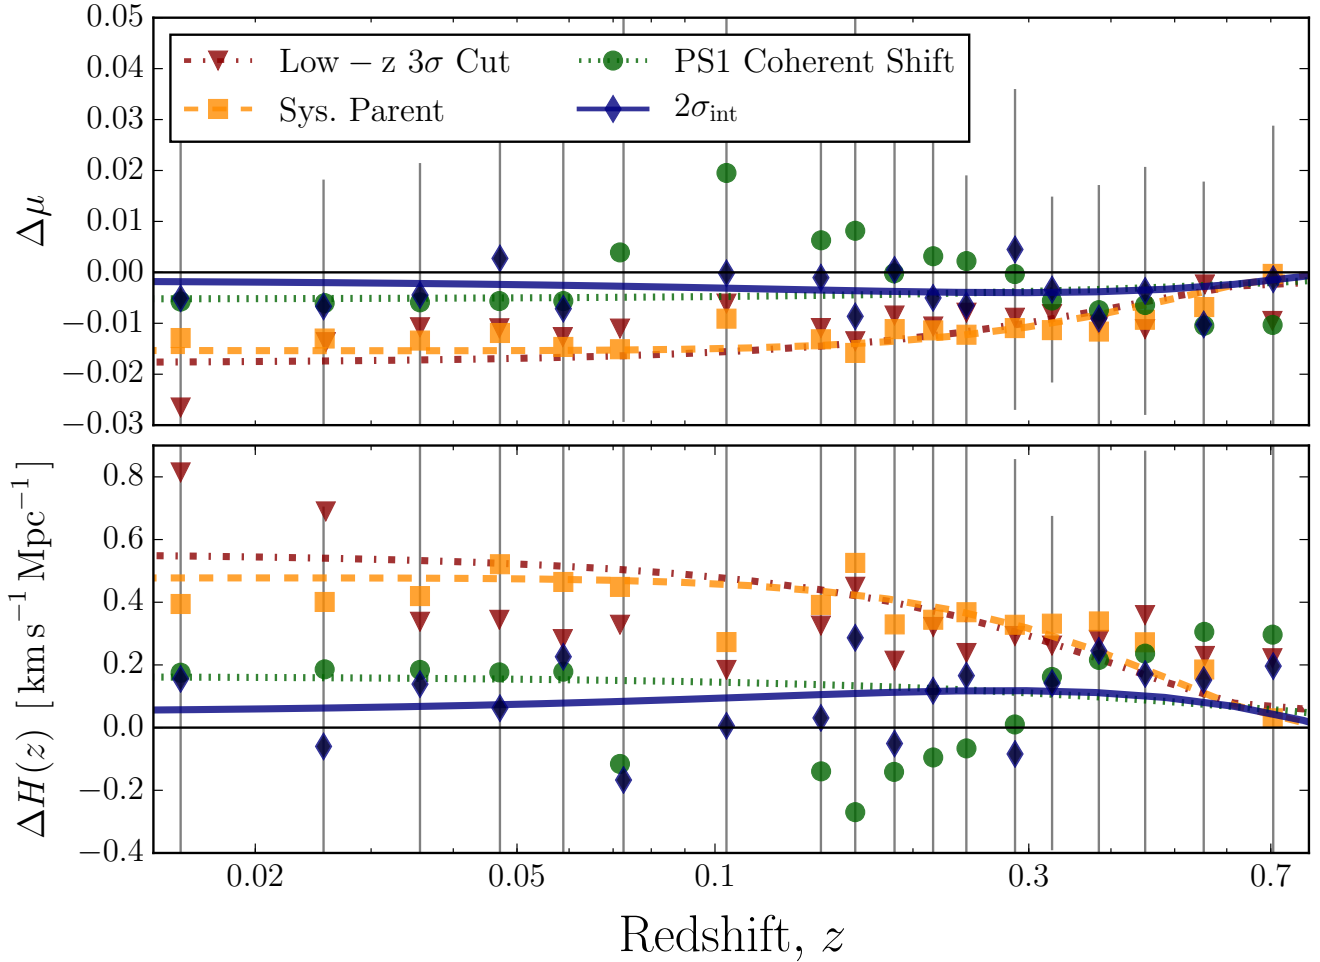 Low − z 3σ Cut
Sys. Parent
PS1 Coherent Shift
2σint
0.05
0.04
0.03
0.02
0.01
0.00
−0.01
−0.02
−0.03
Δμ
0.8
0.6
0.4
0.2
0.0
−0.2
−0.4
ΔH(z) [km s−1 Mpc−1]
0.02 0.05 0.1 0.3 0.7
Redshift, z